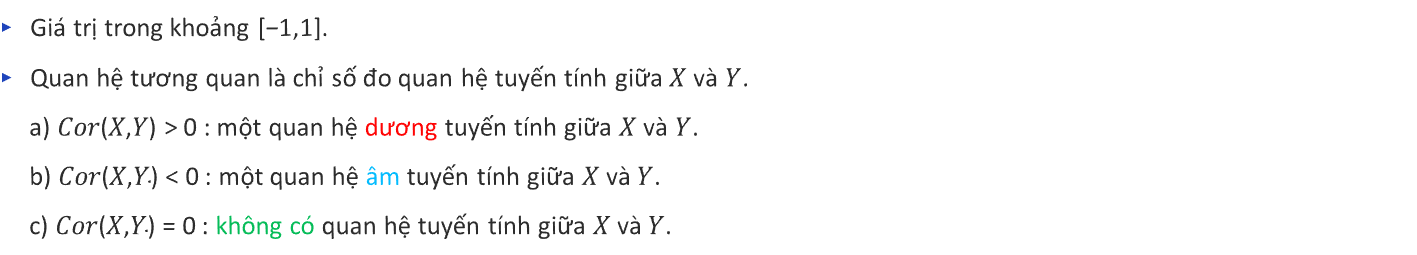 ▸ Giá trị trong khoảng [−1,1].
▸ Quan hệ tương quan là chỉ số đo quan hệ tuyến tính giữa X và Y.
a) Cor(X,Y) > 0 : một quan hệ dương tuyến tính giữa X và Y.
b) Cor(X,Y.) < 0 : một quan hệ âm tuyến tính giữa X và Y.
c) Cor(X,Y.) = 0 : không có quan hệ tuyến tính giữa X và Y.